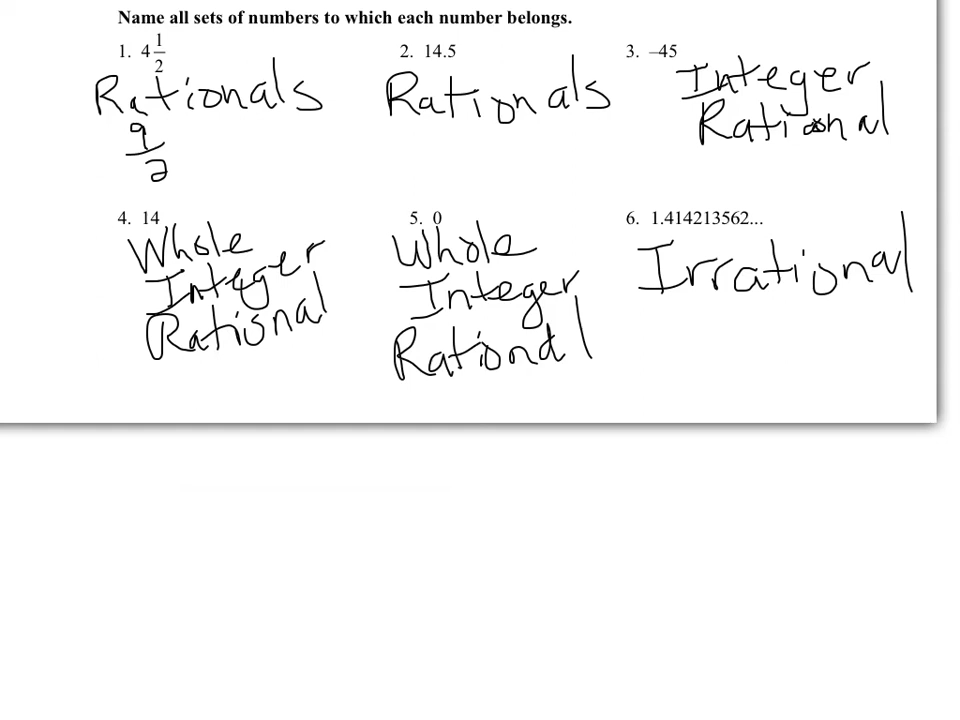 Name all sets of numbers to which each number belongs.
1. 4 1/2
2. 14.5
3. –45
Rationals
9/2
Rationals
Integer
Rational
4. 14
5. 0
6. 1.414213562...
Whole
Integer
Rational
Whole
Integer
Rational
Irrational